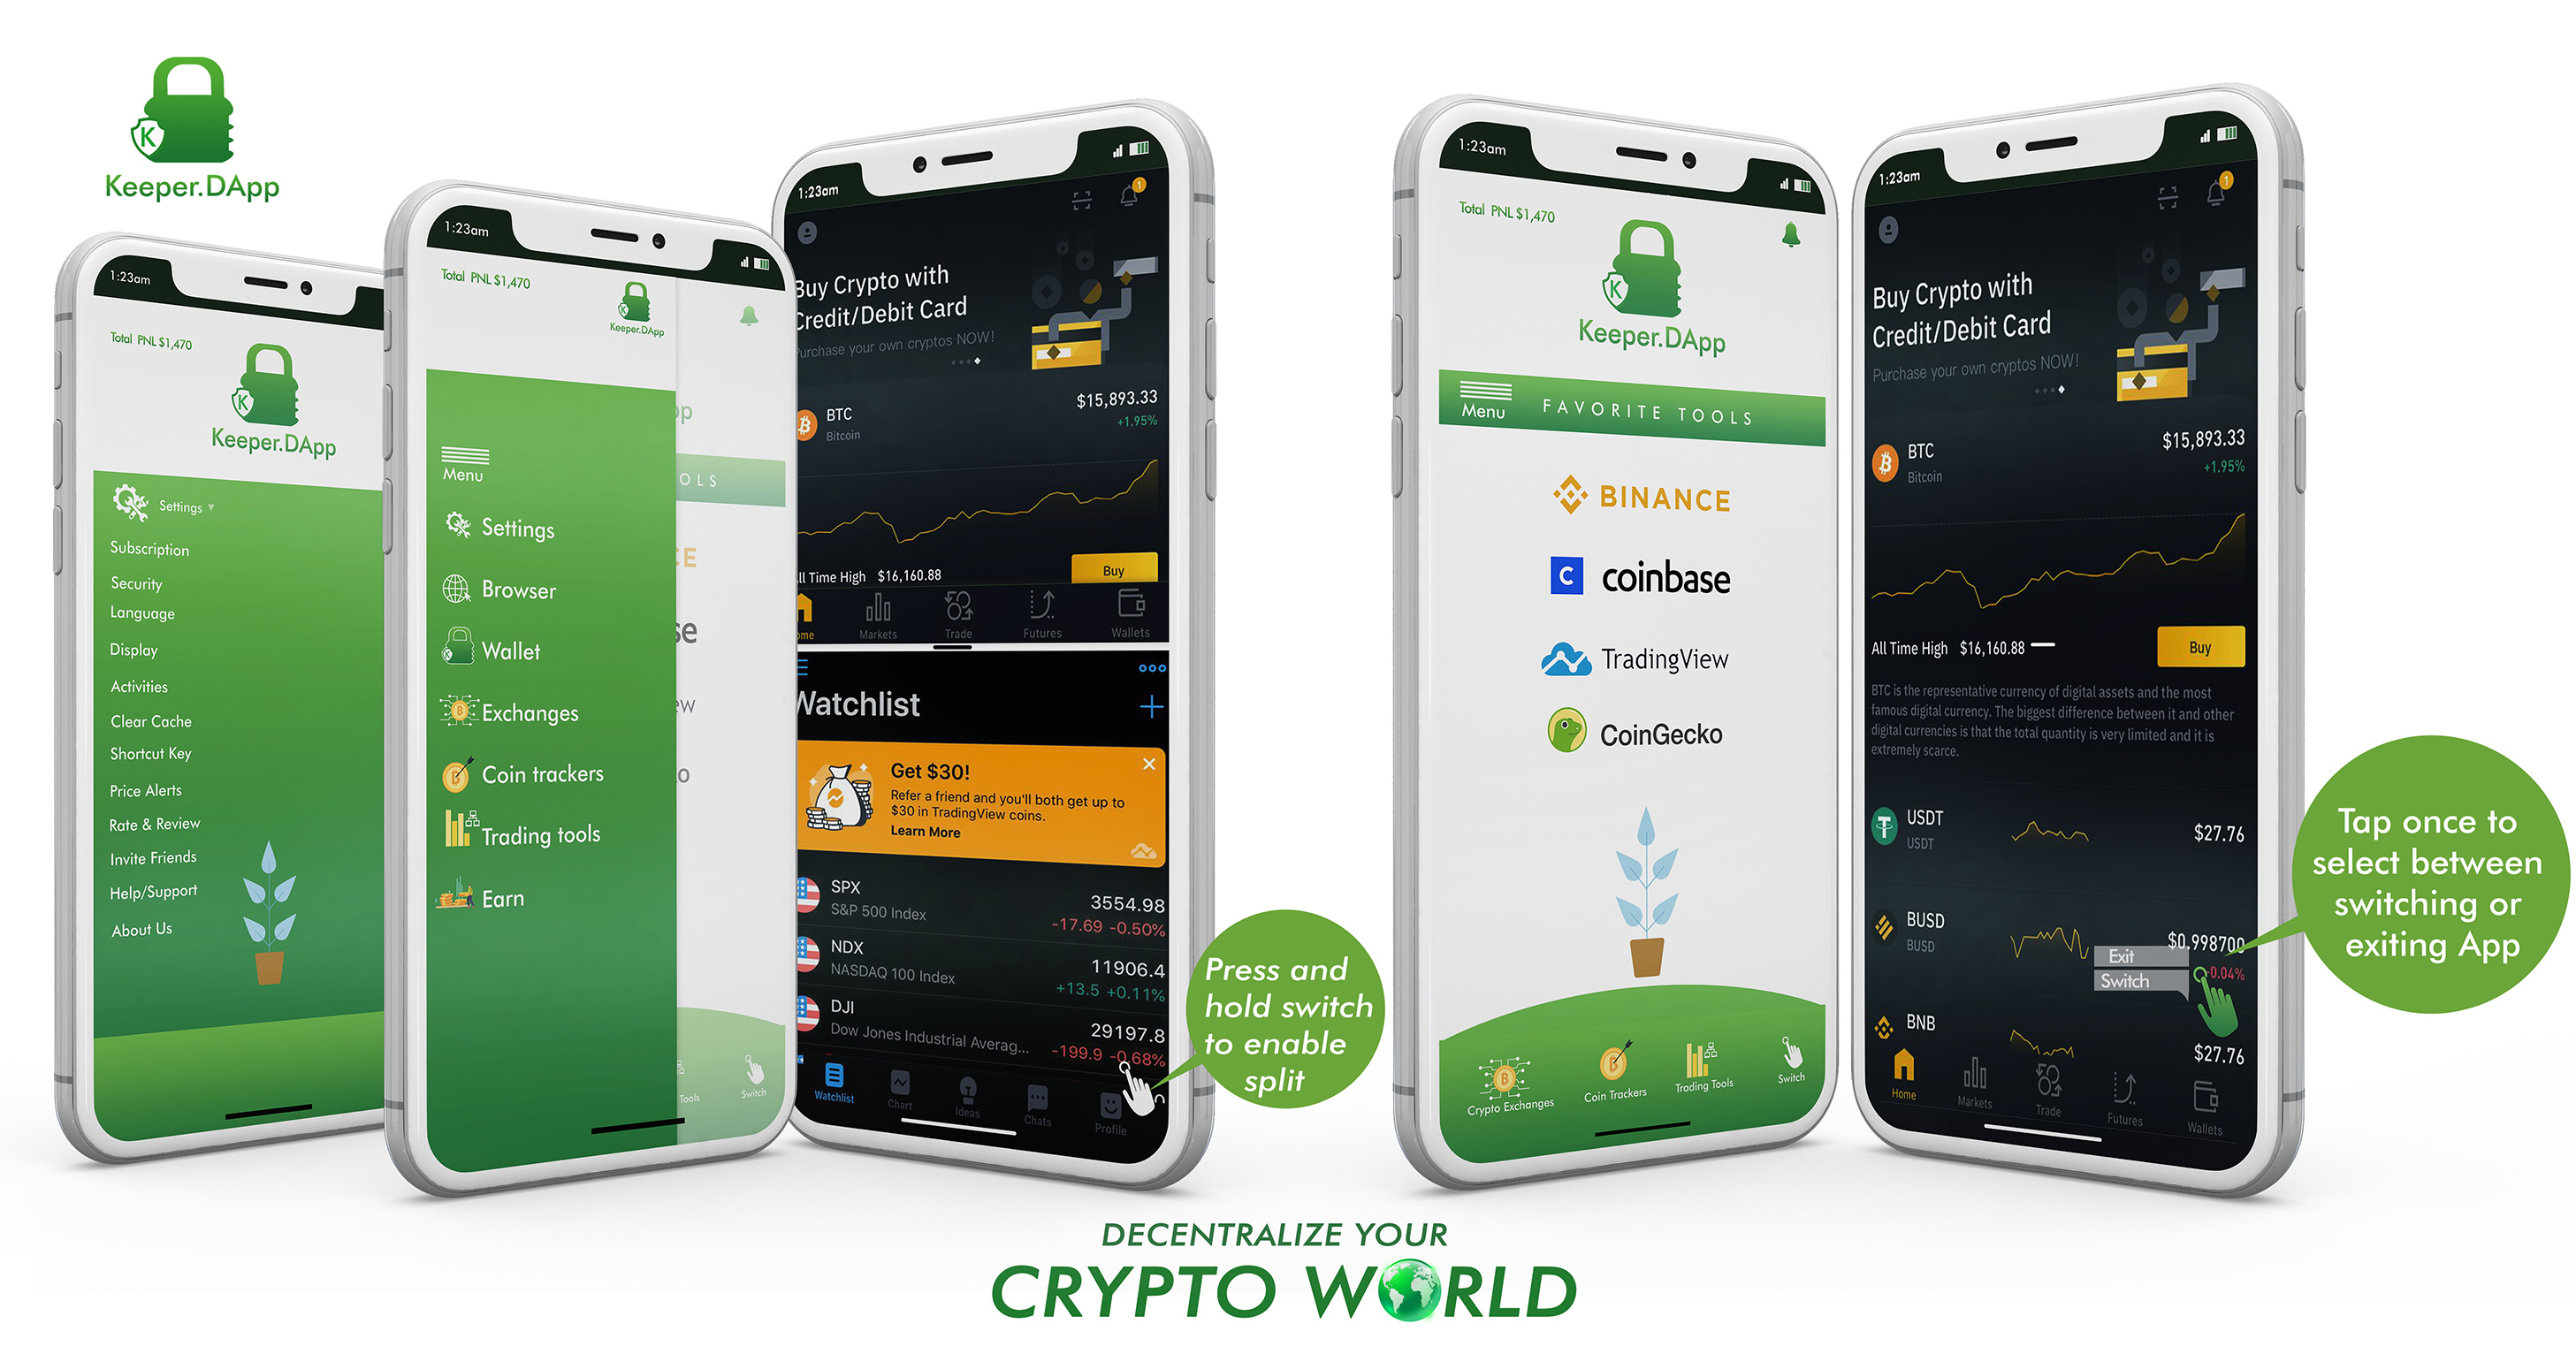 K
Keeper.DApp
1:23am
Total PNL $1,470
K
Keeper.DApp
Settings
Subscription
Security
Language
Display
Activities
Clear Cache
Shortcut Key
Price Alerts
Rate & Review
Invite Friends
Help/Support
About Us
1:23am
Total PNL $1,470
K
Keeper.DApp
Menu
Settings
Browser
Wallet
Exchanges
Coin trackers
Trading tools
Earn
pp
OLS
CE
se
ew
o
Tools
Switch
1:23am
1
Buy Crypto with
Credit/Debit Card
urchase your own cryptos NOW!
BTC
$15,893.33
Bitcoin
+1.95%
ll Time High $16,160.88
Buy
ome
Markets
Trade
Futures
Wallets
Watchlist
Get $30!
Refer a friend and you'll both get up to
$30 in TradingView coins.
Learn More
SPX
3554.98
S&P 500 Index
-17.69 -0.50%
NDX
11906.4
NASDAQ 100 Index
+13.5 +0.11%
DJI
29197.8
Dow Jones Industrial Averag...
-199.9 -0.68%
Watchlist
Chart
Ideas
Chats
Profile
Press and
hold switch
to enable
split
1:23am
Total PNL $1,470
K
Keeper.DApp
Menu
FAVORITE TOOLS
BINANCE
C coinbase
TradingView
CoinGecko
Crypto Exchanges
Coin Trackers
Trading Tools
Switch
1:23am
1
Buy Crypto with
Credit/Debit Card
Purchase your own cryptos NOW!
BTC
$15,893.33
Bitcoin
+1.95%
All Time High $16,160.88
Buy
BTC is the representative currency of digital assets and the most
famous digital currency. The biggest difference between it and other
digital currencies is that the total quantity is very limited and it is
extremely scarce.
USDT
USDT
$27.76
BUSD
BUSD
$0.998700
-0.04%
Exit
Switch
BNB
$27.76
Home
Markets
Trade
Futures
Wallets
Tap once to
select between
switching or
exiting App
DECENTRALIZE YOUR
CRYPTO WORLD